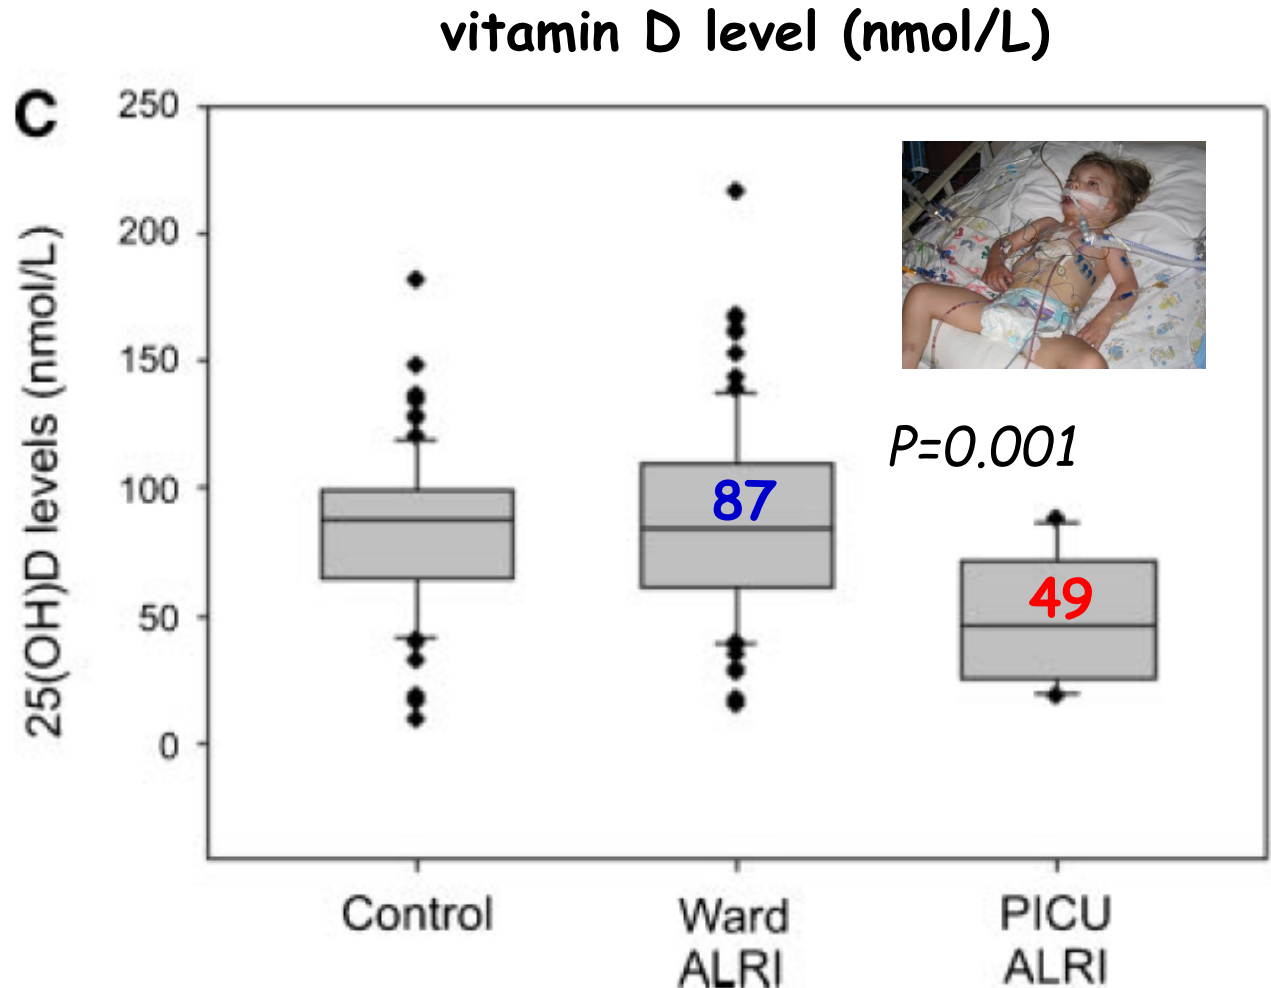 vitamin D level (nmol/L)
C
25(OH)D levels (nmol/L)
250
200
150
100
50
0
87
P=0.001
49
Control
Ward
ALRI
PICU
ALRI